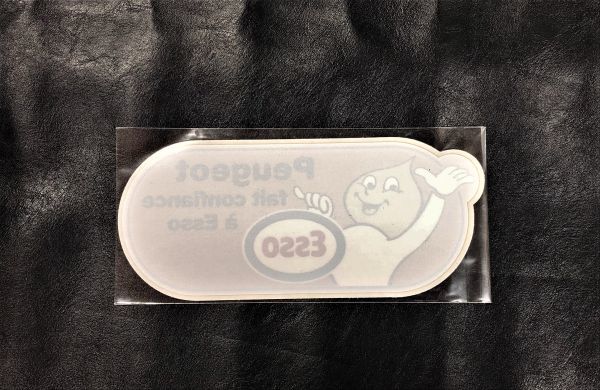 Peugeot
fait confiance
à Esso
Esso